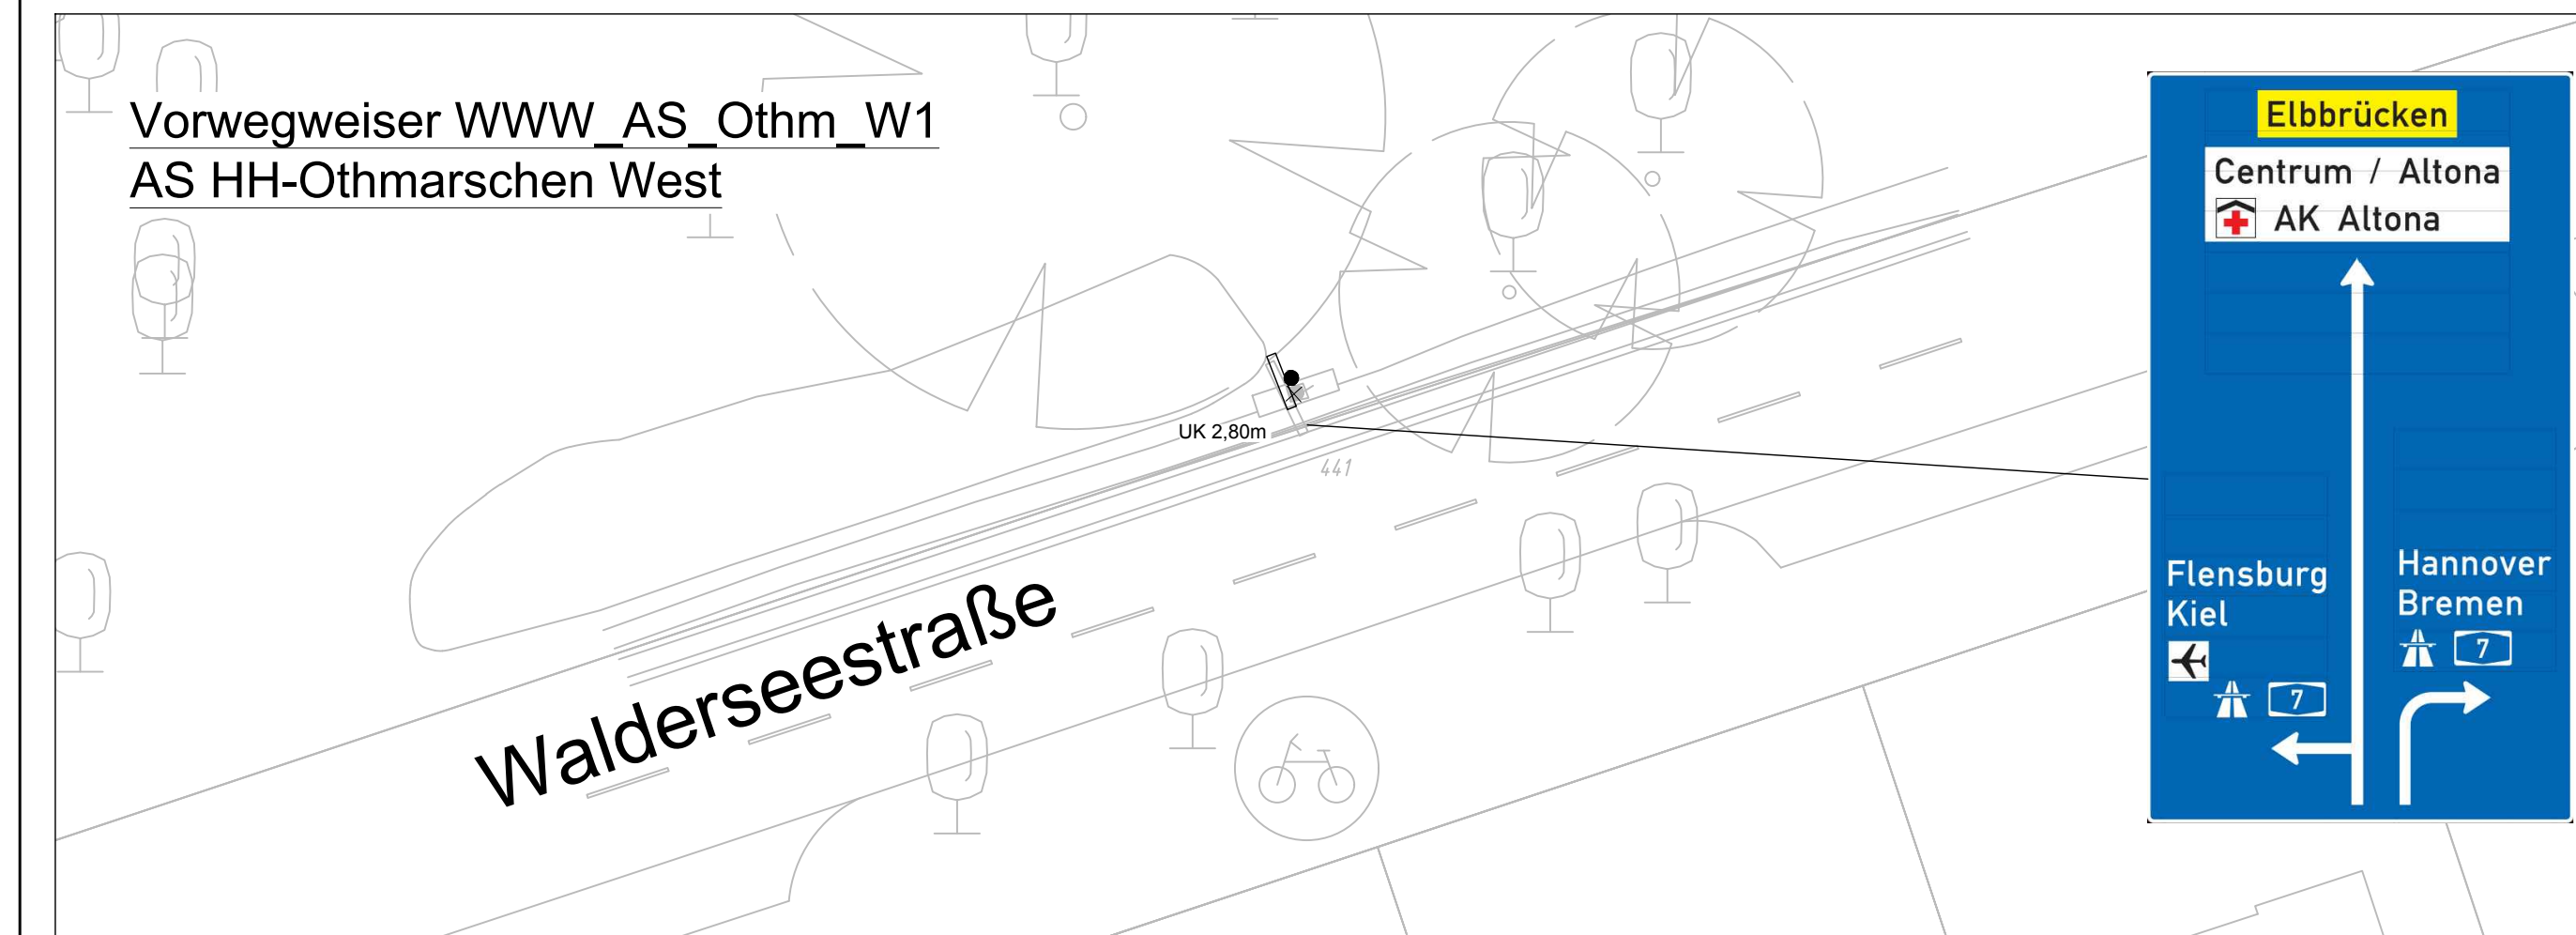 Vorwegweiser WWW_AS_Othm_W1
AS HH-Othmarschen West
UK 2,80m
441
Walderseestraße
Elbbrücken
Centrum / Altona
AK Altona
Flensburg
Kiel
7
Hannover
Bremen
7